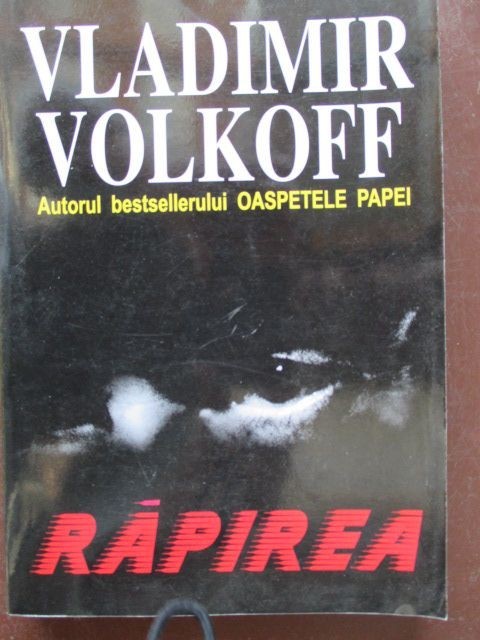 VLADIMIR
VOLKOFF
Autorul bestsellerului OASPETELE PAPEI
RĂPIREA